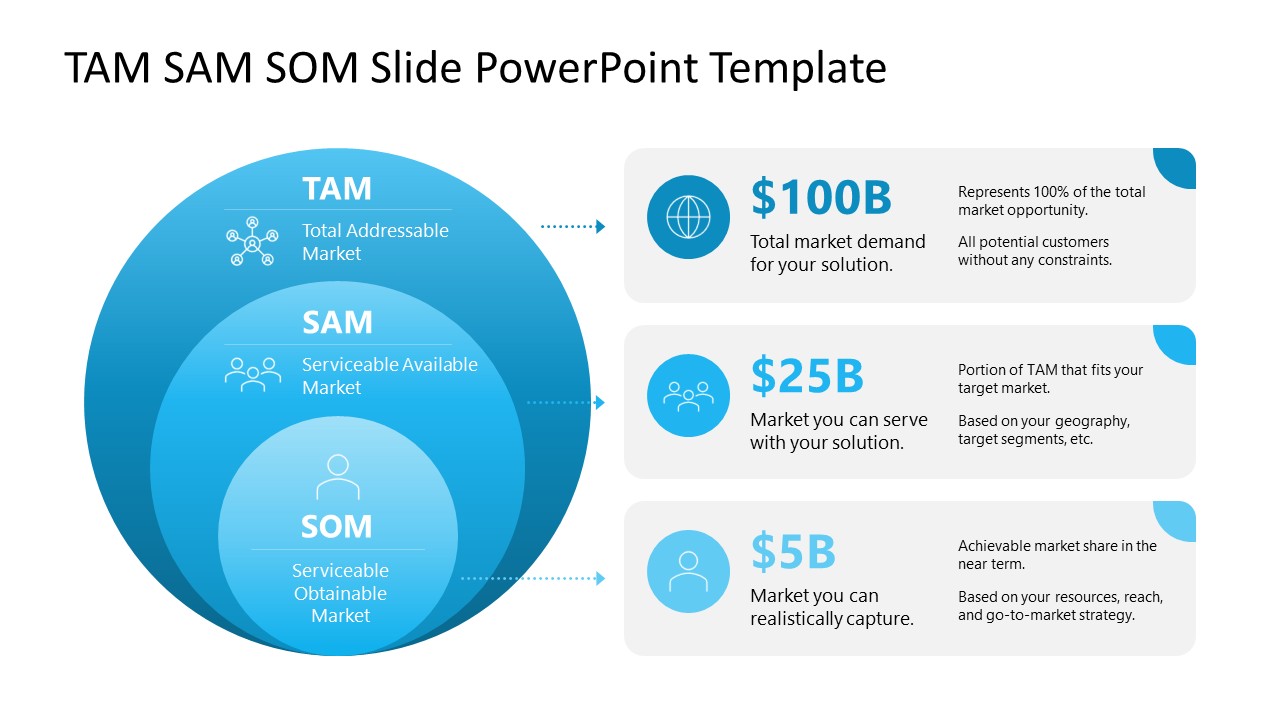 TAM SAM SOM Slide PowerPoint Template
TAM
Total Addressable
Market
SAM
Serviceable Available
Market
SOM
Serviceable
Obtainable
Market
$100B
Total market demand
for your solution.
Represents 100% of the total
market opportunity.
All potential customers
without any constraints.
$25B
Market you can serve
with your solution.
Portion of TAM that fits your
target market.
Based on your geography,
target segments, etc.
$5B
Market you can
realistically capture.
Achievable market share in the
near term.
Based on your resources, reach,
and go-to-market strategy.